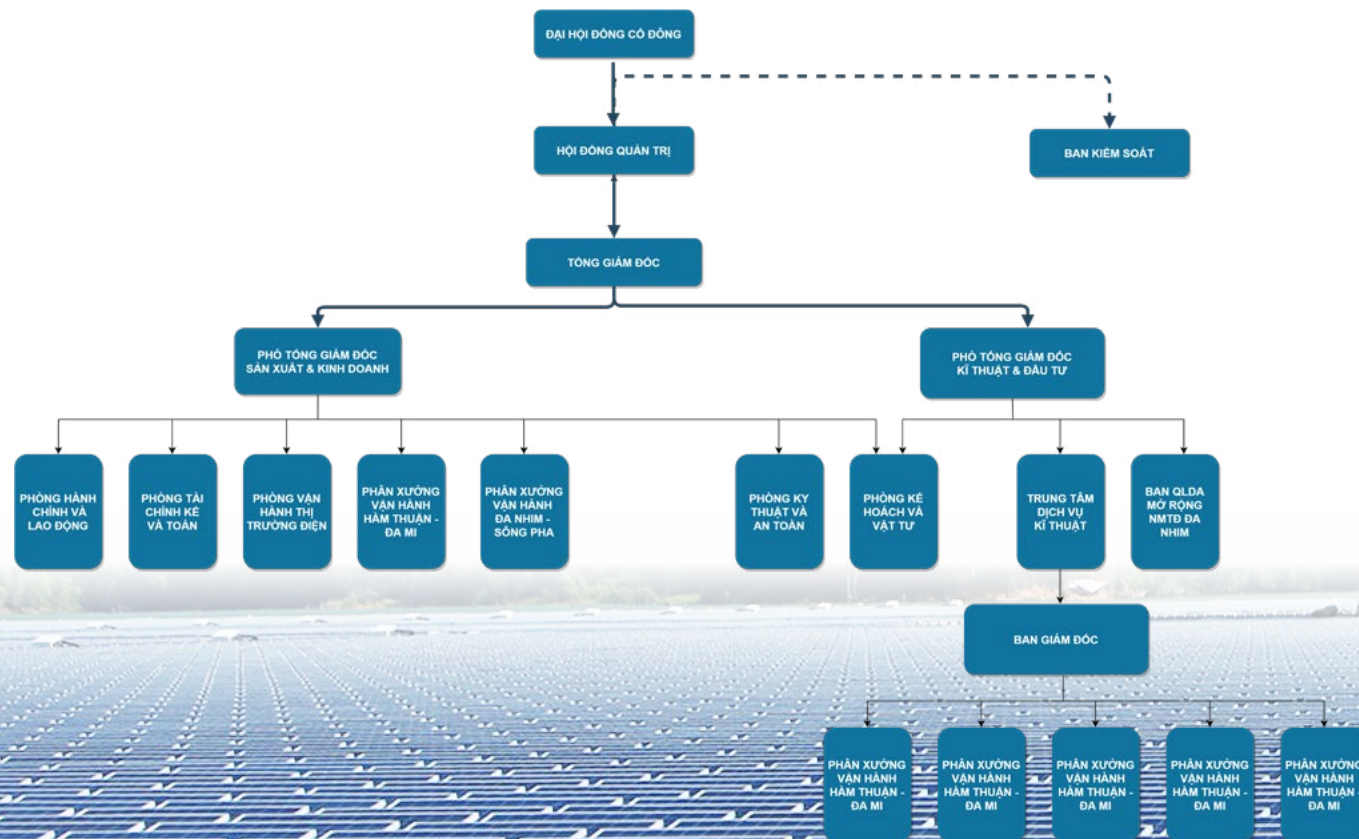 ĐẠI HỘI ĐỒNG CỔ ĐÔNG
HỘI ĐỒNG QUẢN TRỊ
BAN KIỂM SOÁT
TỔNG GIÁM ĐỐC
PHÓ TỔNG GIÁM ĐỐC
SẢN XUẤT & KINH DOANH
PHÓ TỔNG GIÁM ĐỐC
KĨ THUẬT & ĐẦU TƯ
PHÒNG HÀNH
CHÍNH VÀ
LAO ĐỘNG
PHÒNG TÀI
CHÍNH KẾ
VÀ TOÁN
PHÒNG VẬN
HÀNH THỊ
TRƯỜNG ĐIỆN
PHÂN XƯỞNG
VẬN HÀNH
HÀM THUẬN -
ĐA MI
PHÂN XƯỞNG
VẬN HÀNH
ĐA NHIM -
SÔNG PHA
PHÒNG KỸ
THUẬT VÀ
AN TOÀN
PHÒNG KẾ
HOẠCH VÀ
VẬT TƯ
TRUNG TÂM
DỊCH VỤ
KĨ THUẬT
BAN QLDA
MỞ RỘNG
NMTĐ ĐA
NHIM
BAN GIÁM ĐỐC
PHÂN XƯỞNG
VẬN HÀNH
HÀM THUẬN -
ĐA MI
PHÂN XƯỞNG
VẬN HÀNH
HÀM THUẬN -
ĐA MI
PHÂN XƯỞNG
VẬN HÀNH
HÀM THUẬN -
ĐA MI
PHÂN XƯỞNG
VẬN HÀNH
HÀM THUẬN -
ĐA MI
PHÂN XƯỞNG
VẬN HÀNH
HÀM THUẬN -
ĐA MI